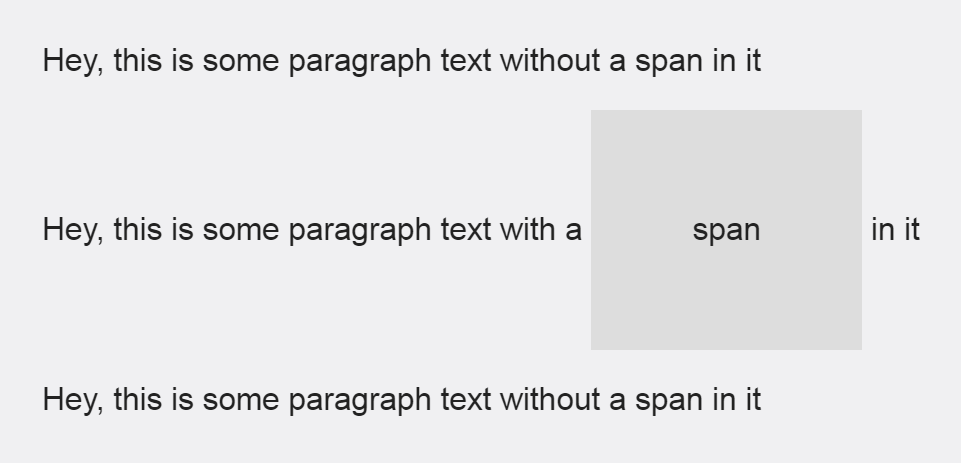 Hey, this is some paragraph text without a span in it
Hey, this is some paragraph text with a span in it
Hey, this is some paragraph text without a span in it